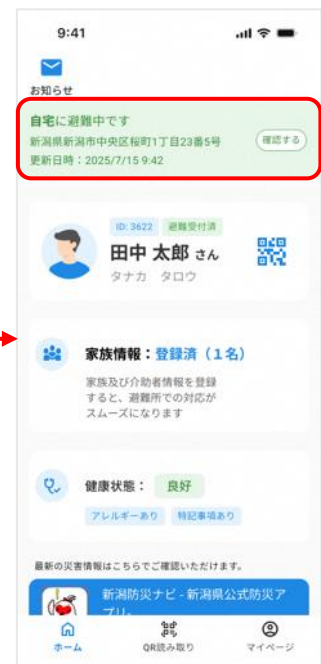 9:41
お知らせ
自宅に避難中です
新潟県新潟市中央区桜町1丁目23番5号
確認する
更新日時：2025/7/15 9:42
ID: 3622 避難受付済
田中 太郎 さん
タナカ タロウ
家族情報：登録済（１名）
家族及び介助者情報を登録
すると、避難所での対応が
スムーズになります
健康状態： 良好
アレルギーあり 特記事項あり
最新の災害情報はこちらでご確認いただけます。
新潟防災ナビ - 新潟県公式防災ア
プリ-
ホーム QR読み取り マイページ